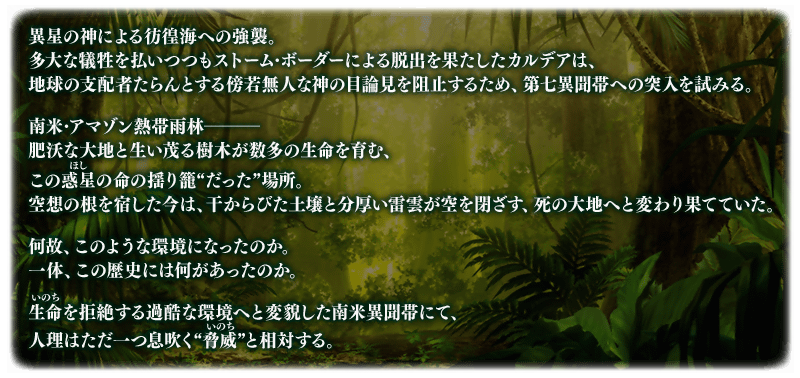 異星の神による彷徨海への強襲。
多大な犠牲を払いつつもストーム・ボーダーによる脱出を果たしたカルデアは、
地球の支配者たらんとする傍若無人な神の目論見を阻止するため、第七異聞帯への突入を試みる。
南米・アマゾン熱帯雨林―――
肥沃な大地と生い茂る樹木が数多の生命を育む、
ほし
この惑星の命の揺り籠“だった”場所。
空想の根を宿した今は、干からびた土壌と分厚い雷雲が空を閉ざす、死の大地へと変わり果てていた。
何故、このような環境になったのか。
一体、この歴史には何があったのか。
いのち
生命を拒絶する過酷な環境へと変貌した南米異聞帯にて、
いのち
人理はただ一つ息吹く“脅威”と相対する。